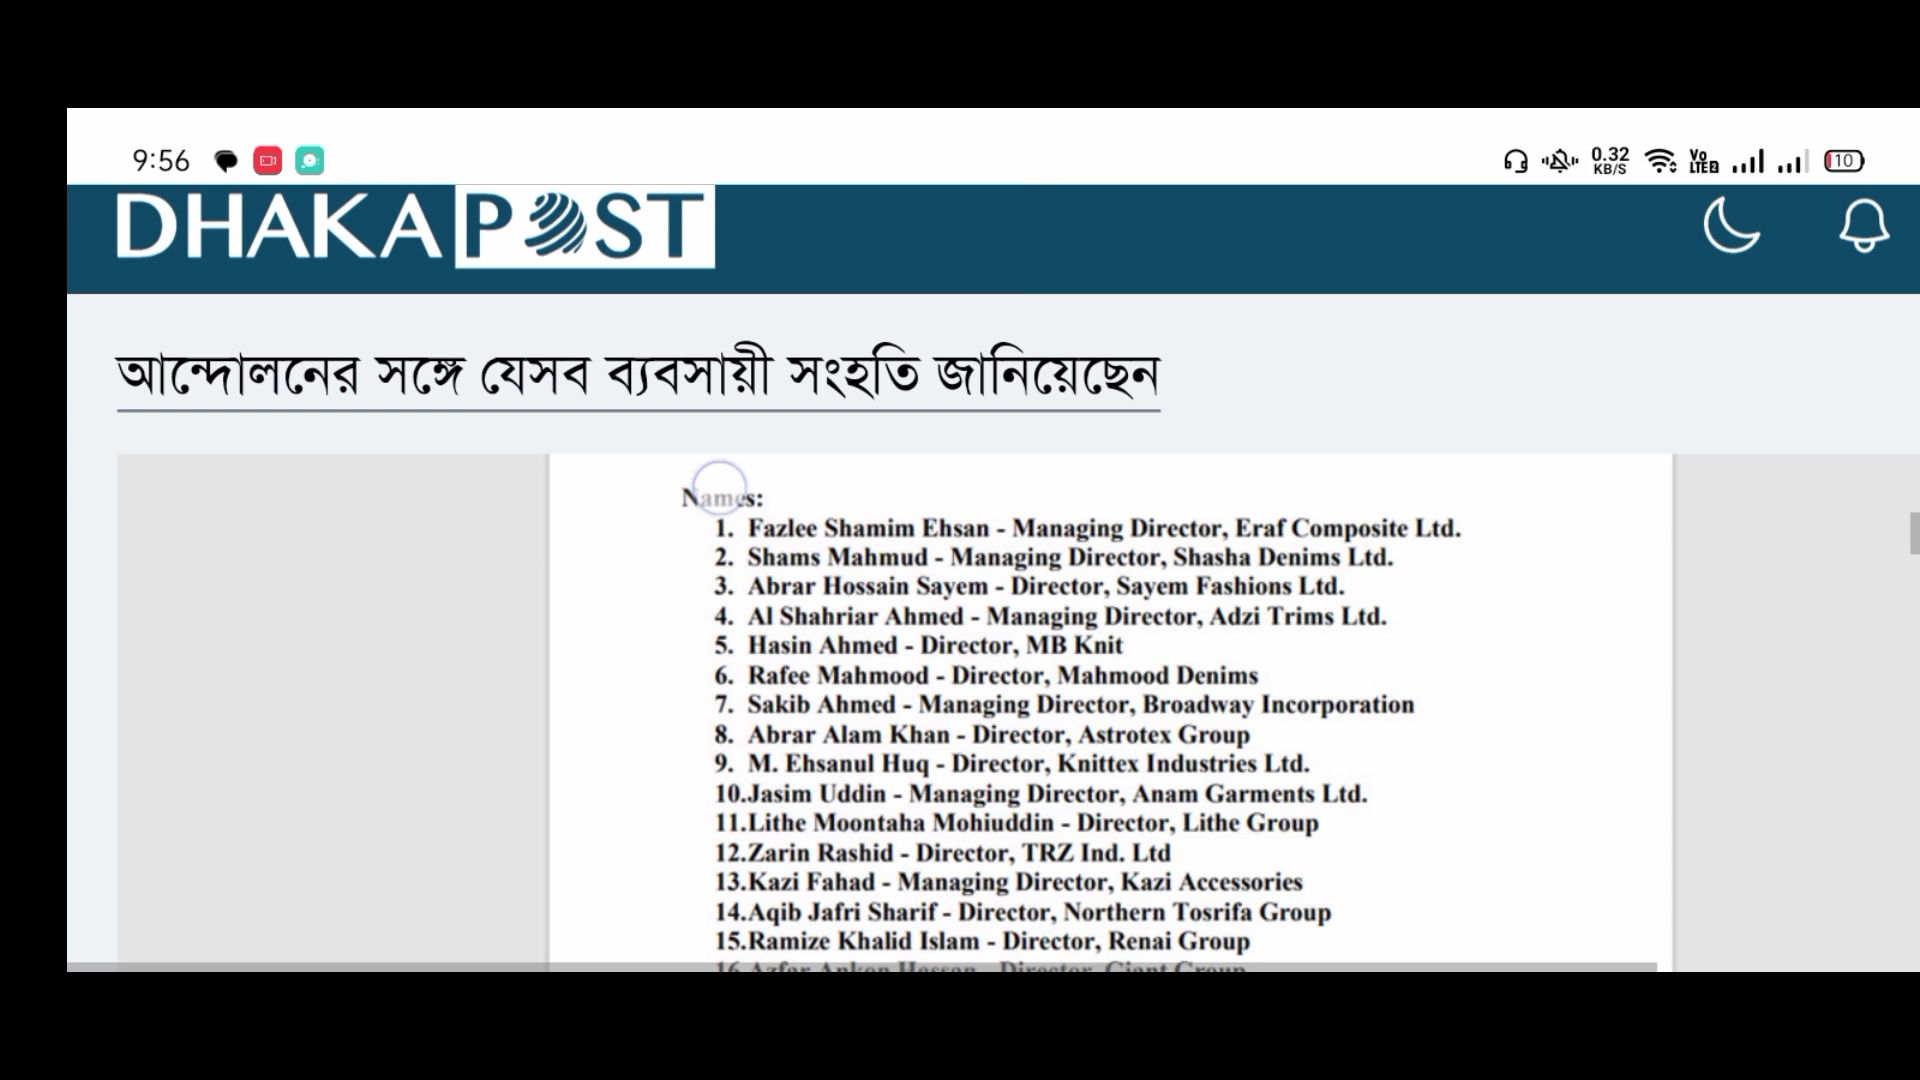 9:56
0.32 KB/S
Vo LTE2
10
DHAKA POST
আন্দোলনের সঙ্গে যেসব ব্যবসায়ী সংহতি জানিয়েছেন
Names:
1. Fazlee Shamim Ehsan - Managing Director, Eraf Composite Ltd.
2. Shams Mahmud - Managing Director, Shasha Denims Ltd.
3. Abrar Hossain Sayem - Director, Sayem Fashions Ltd.
4. Al Shahriar Ahmed - Managing Director, Adzi Trims Ltd.
5. Hasin Ahmed - Director, MB Knit
6. Rafee Mahmood - Director, Mahmood Denims
7. Sakib Ahmed - Managing Director, Broadway Incorporation
8. Abrar Alam Khan - Director, Astrotex Group
9. M. Ehsanul Huq - Director, Knittex Industries Ltd.
10.Jasim Uddin - Managing Director, Anam Garments Ltd.
11.Lithe Moontaha Mohiuddin - Director, Lithe Group
12.Zarin Rashid - Director, TRZ Ind. Ltd
13.Kazi Fahad - Managing Director, Kazi Accessories
14.Aqib Jafri Sharif - Director, Northern Tosrifa Group
15.Ramize Khalid Islam - Director, Renai Group